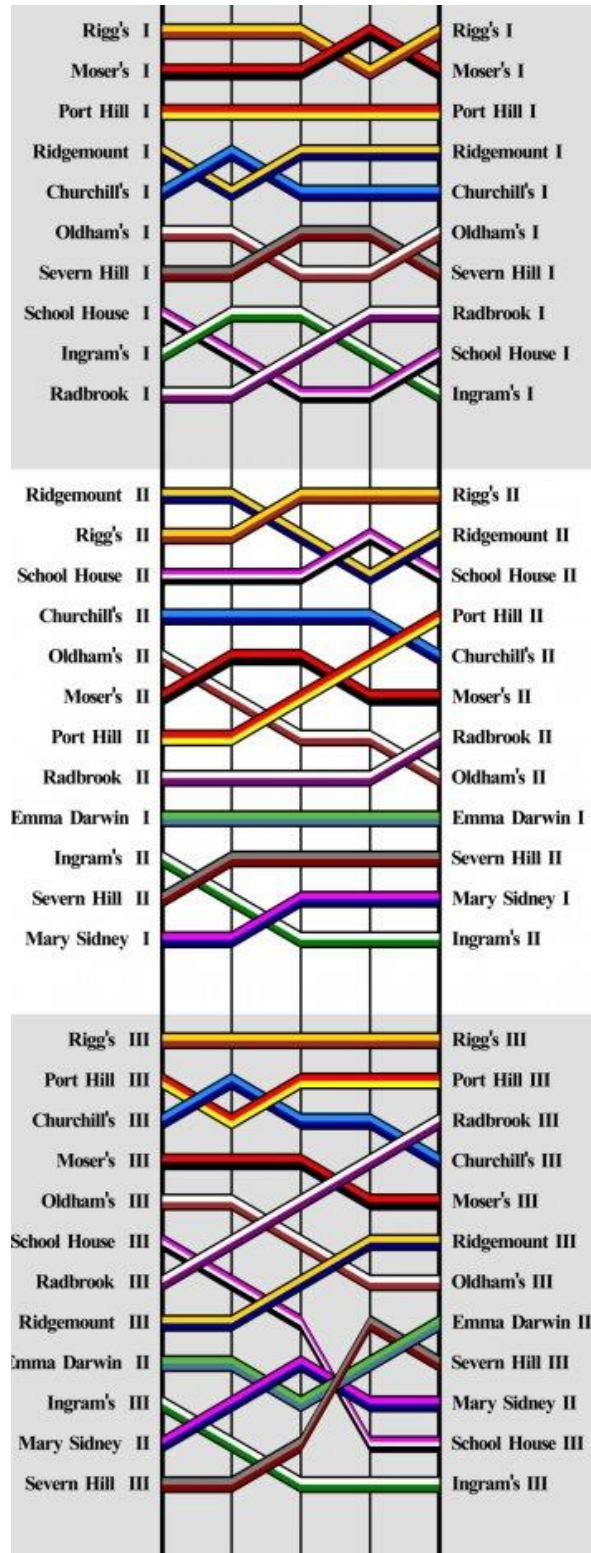 Rigg's I Rigg's I
Moser's I Moser's I
Port Hill I Port Hill I
Ridgemount I Ridgemount I
Churchill's I Churchill's I
Oldham's I Oldham's I
Severn Hill I Severn Hill I
School House I Radbrook I
Ingram's I School House I
Radbrook I Ingram's I
Ridgemount II Rigg's II
Rigg's II Ridgemount II
School House II School House II
Churchill's II Port Hill II
Oldham's II Churchill's II
Moser's II Moser's II
Port Hill II Radbrook II
Radbrook II Oldham's II
Emma Darwin I Emma Darwin I
Ingram's II Severn Hill II
Severn Hill II Mary Sidney I
Mary Sidney I Ingram's II
Rigg's III Rigg's III
Port Hill III Port Hill III
Churchill's III Radbrook III
Moser's III Churchill's III
Oldham's III Moser's III
School House III Ridgemount III
Radbrook III Oldham's III
Ridgemount III Emma Darwin II
Emma Darwin II Severn Hill III
Ingram's III Mary Sidney II
Mary Sidney II School House III
Severn Hill III Ingram's III